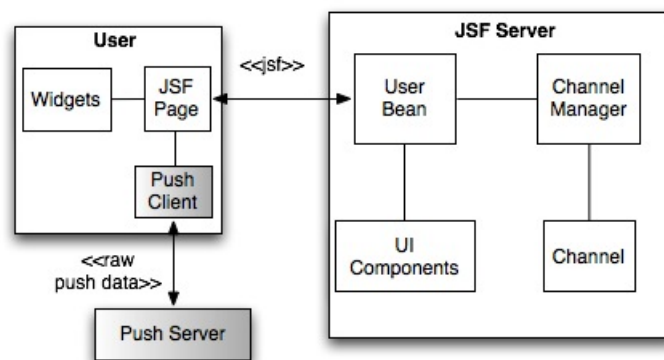 User
Widgets
JSF
Page
Push
Client
<<jsf>>
<<raw
push data>>
Push Server
JSF Server
User
Bean
Channel
Manager
UI
Components
Channel